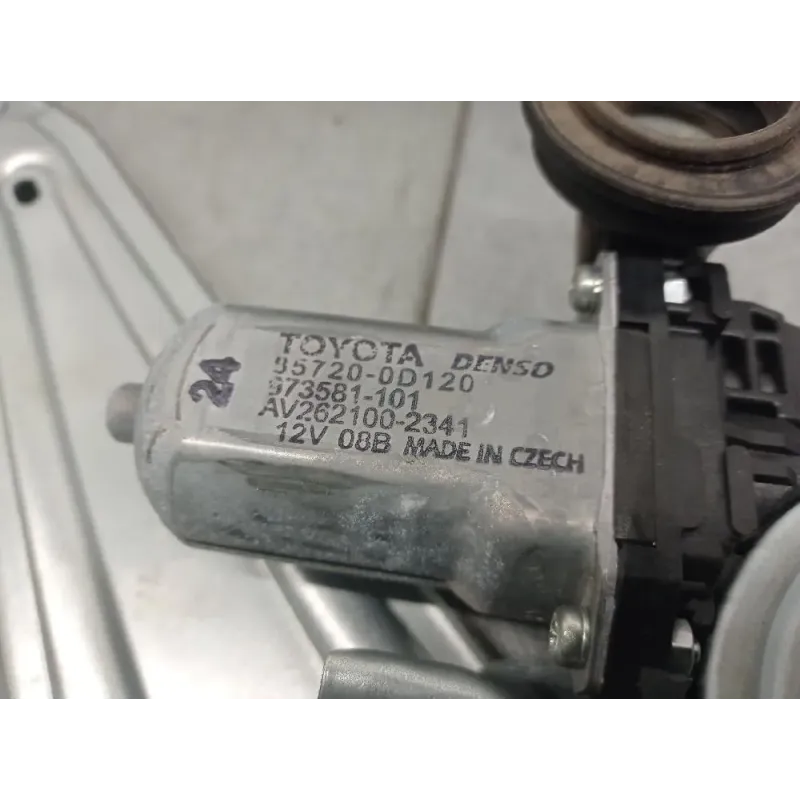 TOYOTA DENSO
85720-0D120
973581-101
AV262100-2341
12V 08B MADE IN CZECH
24